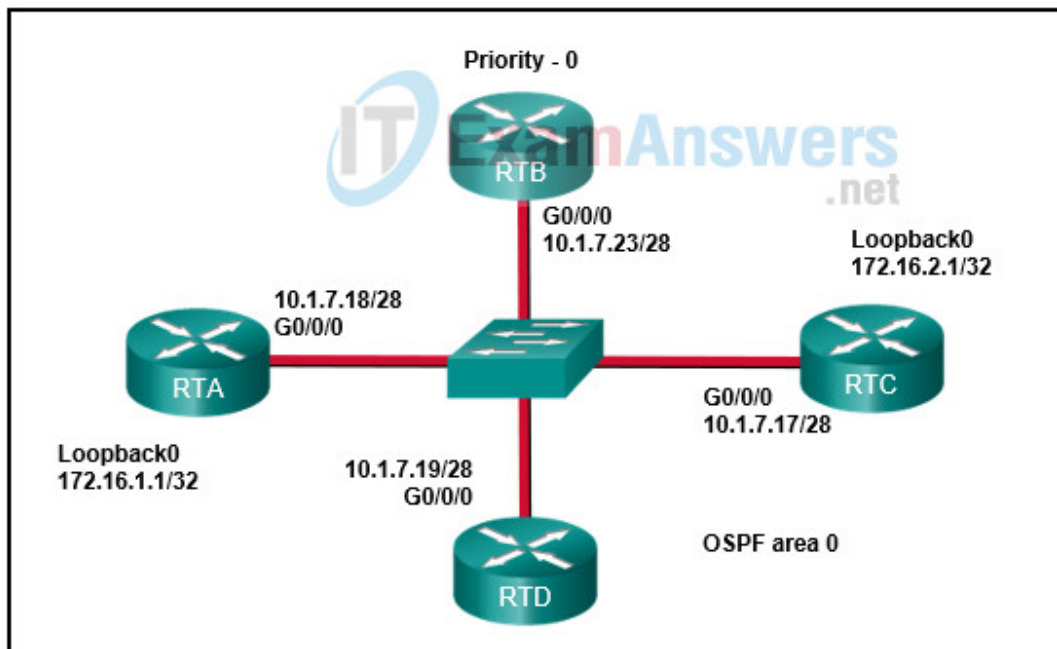 Priority - 0
IT ExamAnswers
.net
RTB
G0/0/0
10.1.7.23/28
Loopback0
172.16.2.1/32
10.1.7.18/28
G0/0/0
RTA
RTC
G0/0/0
10.1.7.17/28
Loopback0
172.16.1.1/32
10.1.7.19/28
G0/0/0
OSPF area 0
RTD